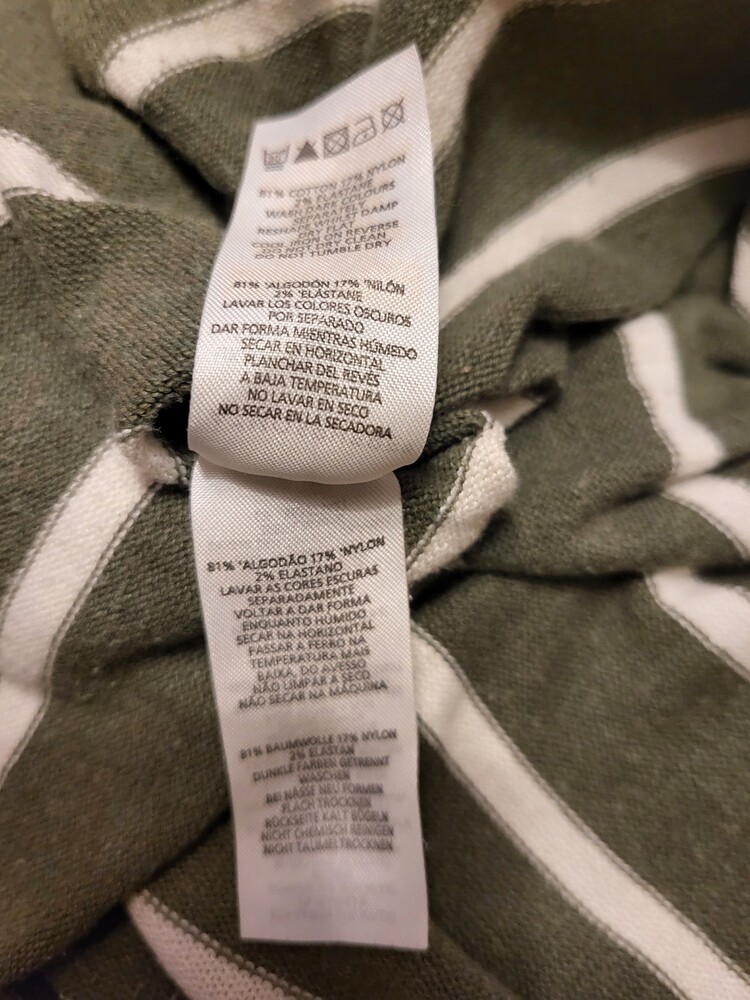 30
81% COTTON 17% NYLON
2% ELASTANE
WASH DARK COLOURS
SEPARATELY
RESHAPE WHILST DAMP
DRY FLAT
COOL IRON ON REVERSE
DO NOT DRY CLEAN
DO NOT TUMBLE DRY
81% 'ALGODÓN 17% 'NILÓN
2% 'ELÁSTANE
LAVAR LOS COLORES OSCUROS
POR SEPARADO
DAR FORMA MIENTRAS HÚMEDO
SECAR EN HORIZONTAL
PLANCHAR DEL REVÉS
A BAJA TEMPERATURA
NO LAVAR EN SECO
NO SECAR EN LA SECADORA
81% 'ALGODÃO 17% 'NYLON
2% ELASTANO
LAVAR AS CORES ESCURAS
SEPARADAMENTE
VOLTAR A DAR FORMA
ENQUANTO HÚMIDO
SECAR NA HORIZONTAL
PASSAR A FERRO NA
TEMPERATURA MAIS
BAIXA, DO AVESSO
NÃO LIMPAR A SECO
NÃO SECAR NA MÁQUINA
81% BAUMWOLLE 17% NYLON
2% ELASTAN
DUNKLE FARBEN GETRENNT
WASCHEN
BEI NÄSSE NEU FORMEN
FLACH TROCKNEN
RÜCKSEITE KALT BÜGELN
NICHT CHEMISCH REINIGEN
NICHT TAUMELTROCKNEN